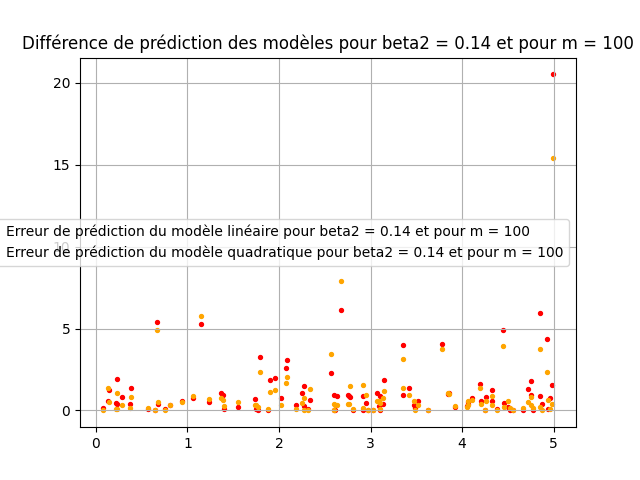 Différence de prédiction des modèles pour beta2 = 0.14 et pour m = 100
20
15
Erreur de prédiction du modèle linéaire pour beta2 = 0.14 et pour m = 100
10
Erreur de prédiction du modèle quadratique pour beta2 = 0.14 et pour m = 100
5
0
0 1 2 3 4 5